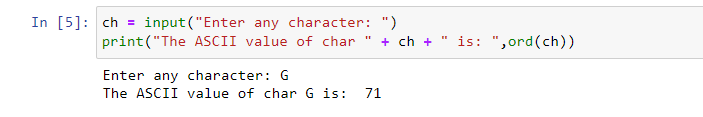 In [5]: ch = input("Enter any character: ")
print("The ASCII value of char " + ch + " is: ",ord(ch))
Enter any character: G
The ASCII value of char G is:  71